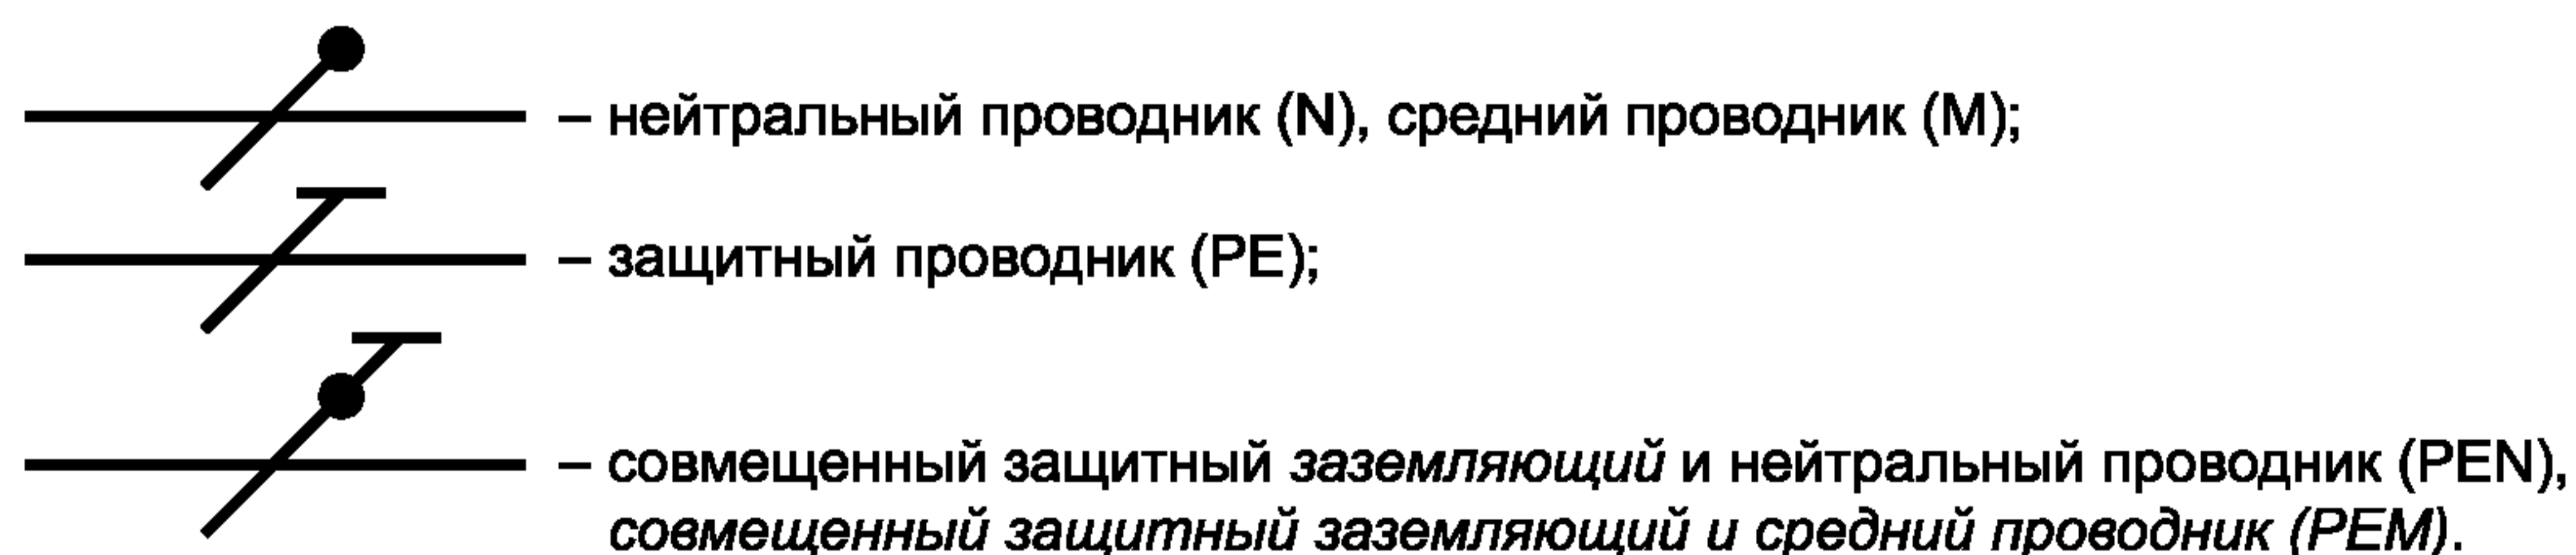 – нейтральный проводник (N), средний проводник (M);
– защитный проводник (PE);
– совмещенный защитный заземляющий и нейтральный проводник (PEN),
совмещенный защитный заземляющий и средний проводник (PEM).